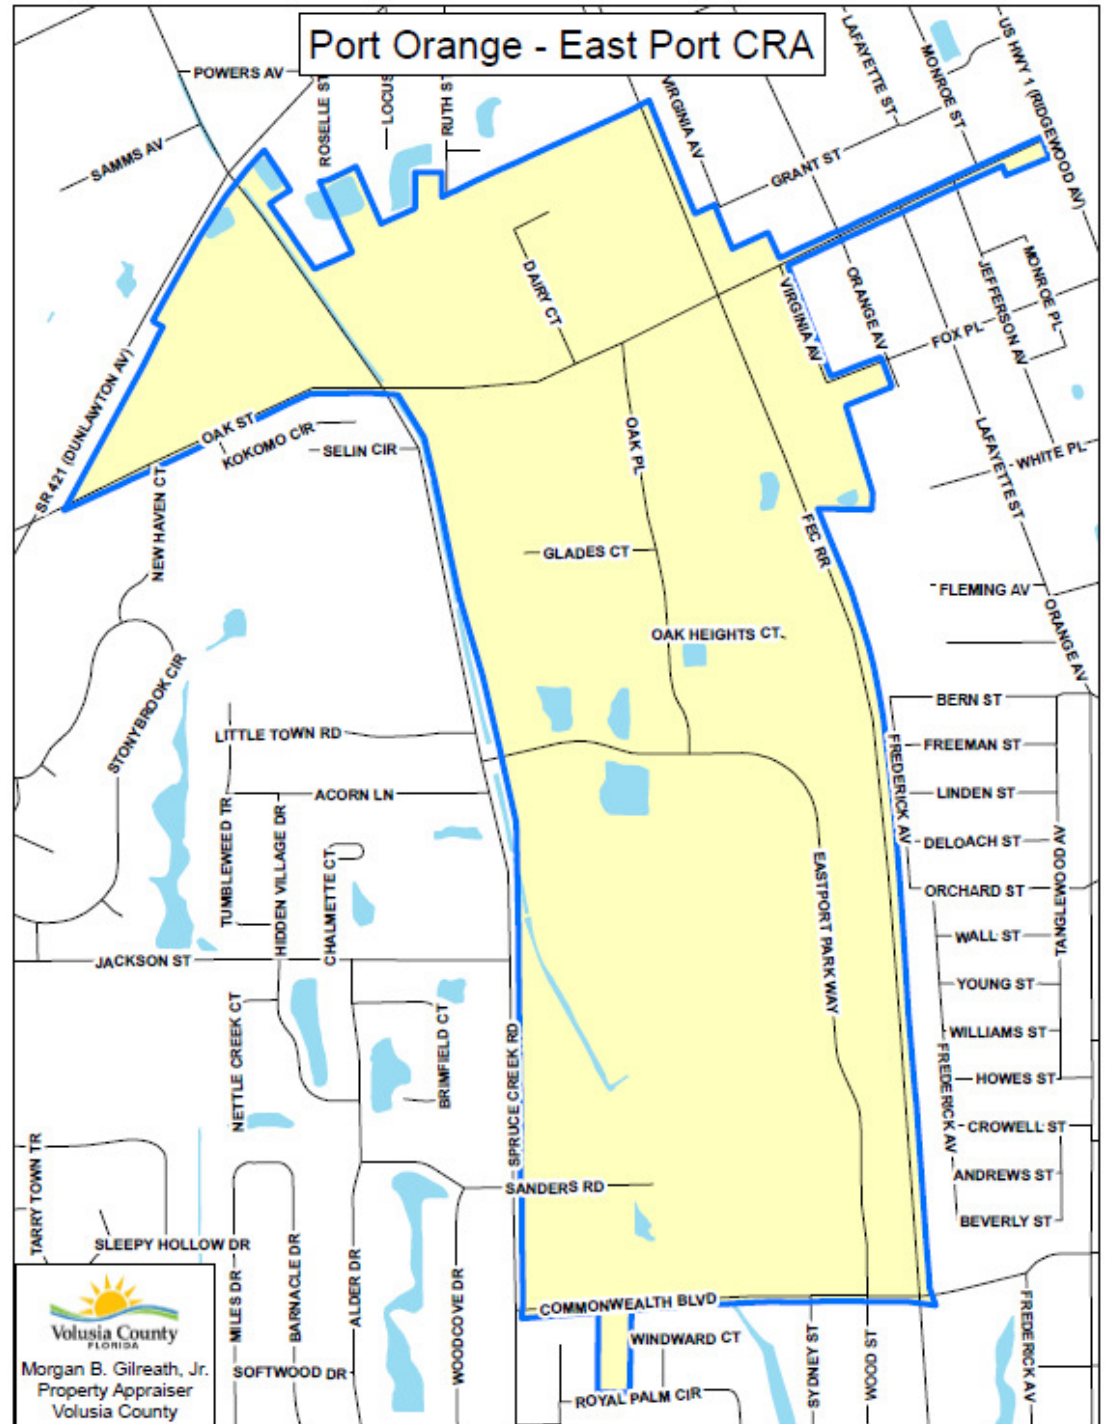 Port Orange - East Port CRA
POWERS AV
SAMMS AV
ROSELLE ST
LOCUS
RUTH ST
VIRGINIA AV
LAFAYETTE ST
MONROE ST
US HWY 1 (RIDGEWOOD AV)
GRANT ST
DAIRY CT
VIRGINIA AV
ORANGE AV
JEFFERSON AV
MONROE PL
FOX PL
SR 421 (DUNLAWTON AV)
OAK ST
KOKOMO CIR
SELIN CIR
NEW HAVEN CT
OAK PL
LAFAYETTE ST
WHITE PL
FEC RR
GLADES CT
FLEMING AV
ORANGE AV
OAK HEIGHTS CT
STONYBROOK CIR
BERN ST
LITTLE TOWN RD
FREDERICK AV
FREEMAN ST
ACORN LN
LINDEN ST
TUMBLEWEED TR
HIDDEN VILLAGE DR
CHALMETTE CT
DELOACH ST
TANGLEWOOD AV
EASTPORT PARKWAY
ORCHARD ST
WALL ST
JACKSON ST
YOUNG ST
NETTLE CREEK CT
BRIMFIELD CT
SPRUCE CREEK RD
WILLIAMS ST
FREDERICK AV
HOWES ST
CROWELL ST
TARRY TOWN TR
SANDERS RD
ANDREWS ST
BEVERLY ST
SLEEPY HOLLOW DR
MILES DR
BARNACLE DR
ALDER DR
WOODCOVE DR
COMMONWEALTH BLVD
WINDWARD CT
SYDNEY ST
WOOD ST
FREDERICK AV
SOFTWOOD DR
ROYAL PALM CIR
Volusia County
FLORIDA
Morgan B. Gilreath, Jr.
Property Appraiser
Volusia County